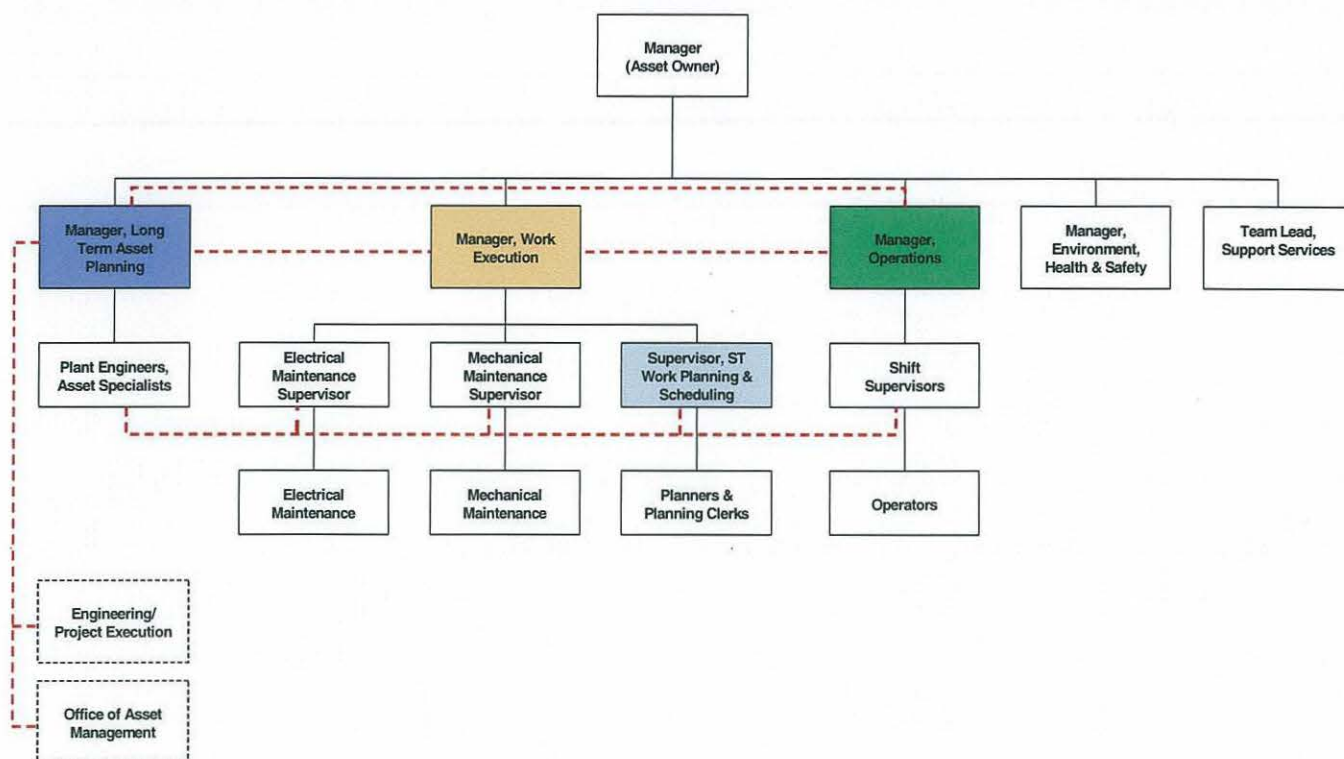 Manager
(Asset Owner)
Manager, Long
Term Asset
Planning
Manager, Work
Execution
Manager,
Operations
Manager,
Environment,
Health & Safety
Team Lead,
Support Services
Plant Engineers,
Asset Specialists
Electrical
Maintenance
Supervisor
Mechanical
Maintenance
Supervisor
Supervisor, ST
Work Planning &
Scheduling
Shift
Supervisors
Electrical
Maintenance
Mechanical
Maintenance
Planners &
Planning Clerks
Operators
Engineering/
Project Execution
Office of Asset
Management